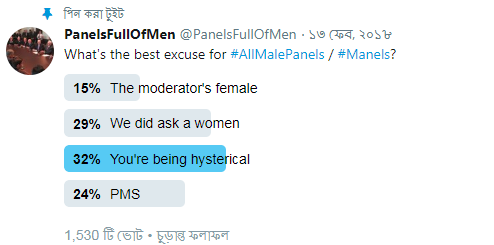 পিন করা টুইট
PanelsFullOfMen @PanelsFullOfMen · ১৩ ফেব, ২০১৮
What's the best excuse for #AllMalePanels / #Manels?
15% The moderator's female
29% We did ask a women
32% You're being hysterical
24% PMS
1,530 টি ভোট • চূড়ান্ত ফলাফল